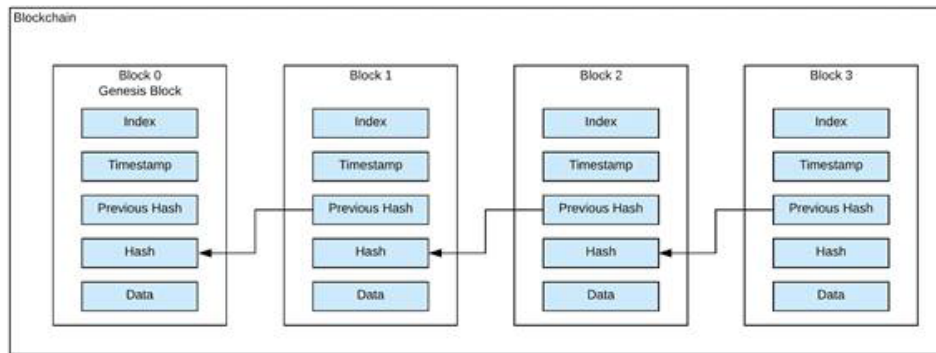 Blockchain
Block 0
Genesis Block
Index
Timestamp
Previous Hash
Hash
Data
Block 1
Index
Timestamp
Previous Hash
Hash
Data
Block 2
Index
Timestamp
Previous Hash
Hash
Data
Block 3
Index
Timestamp
Previous Hash
Hash
Data